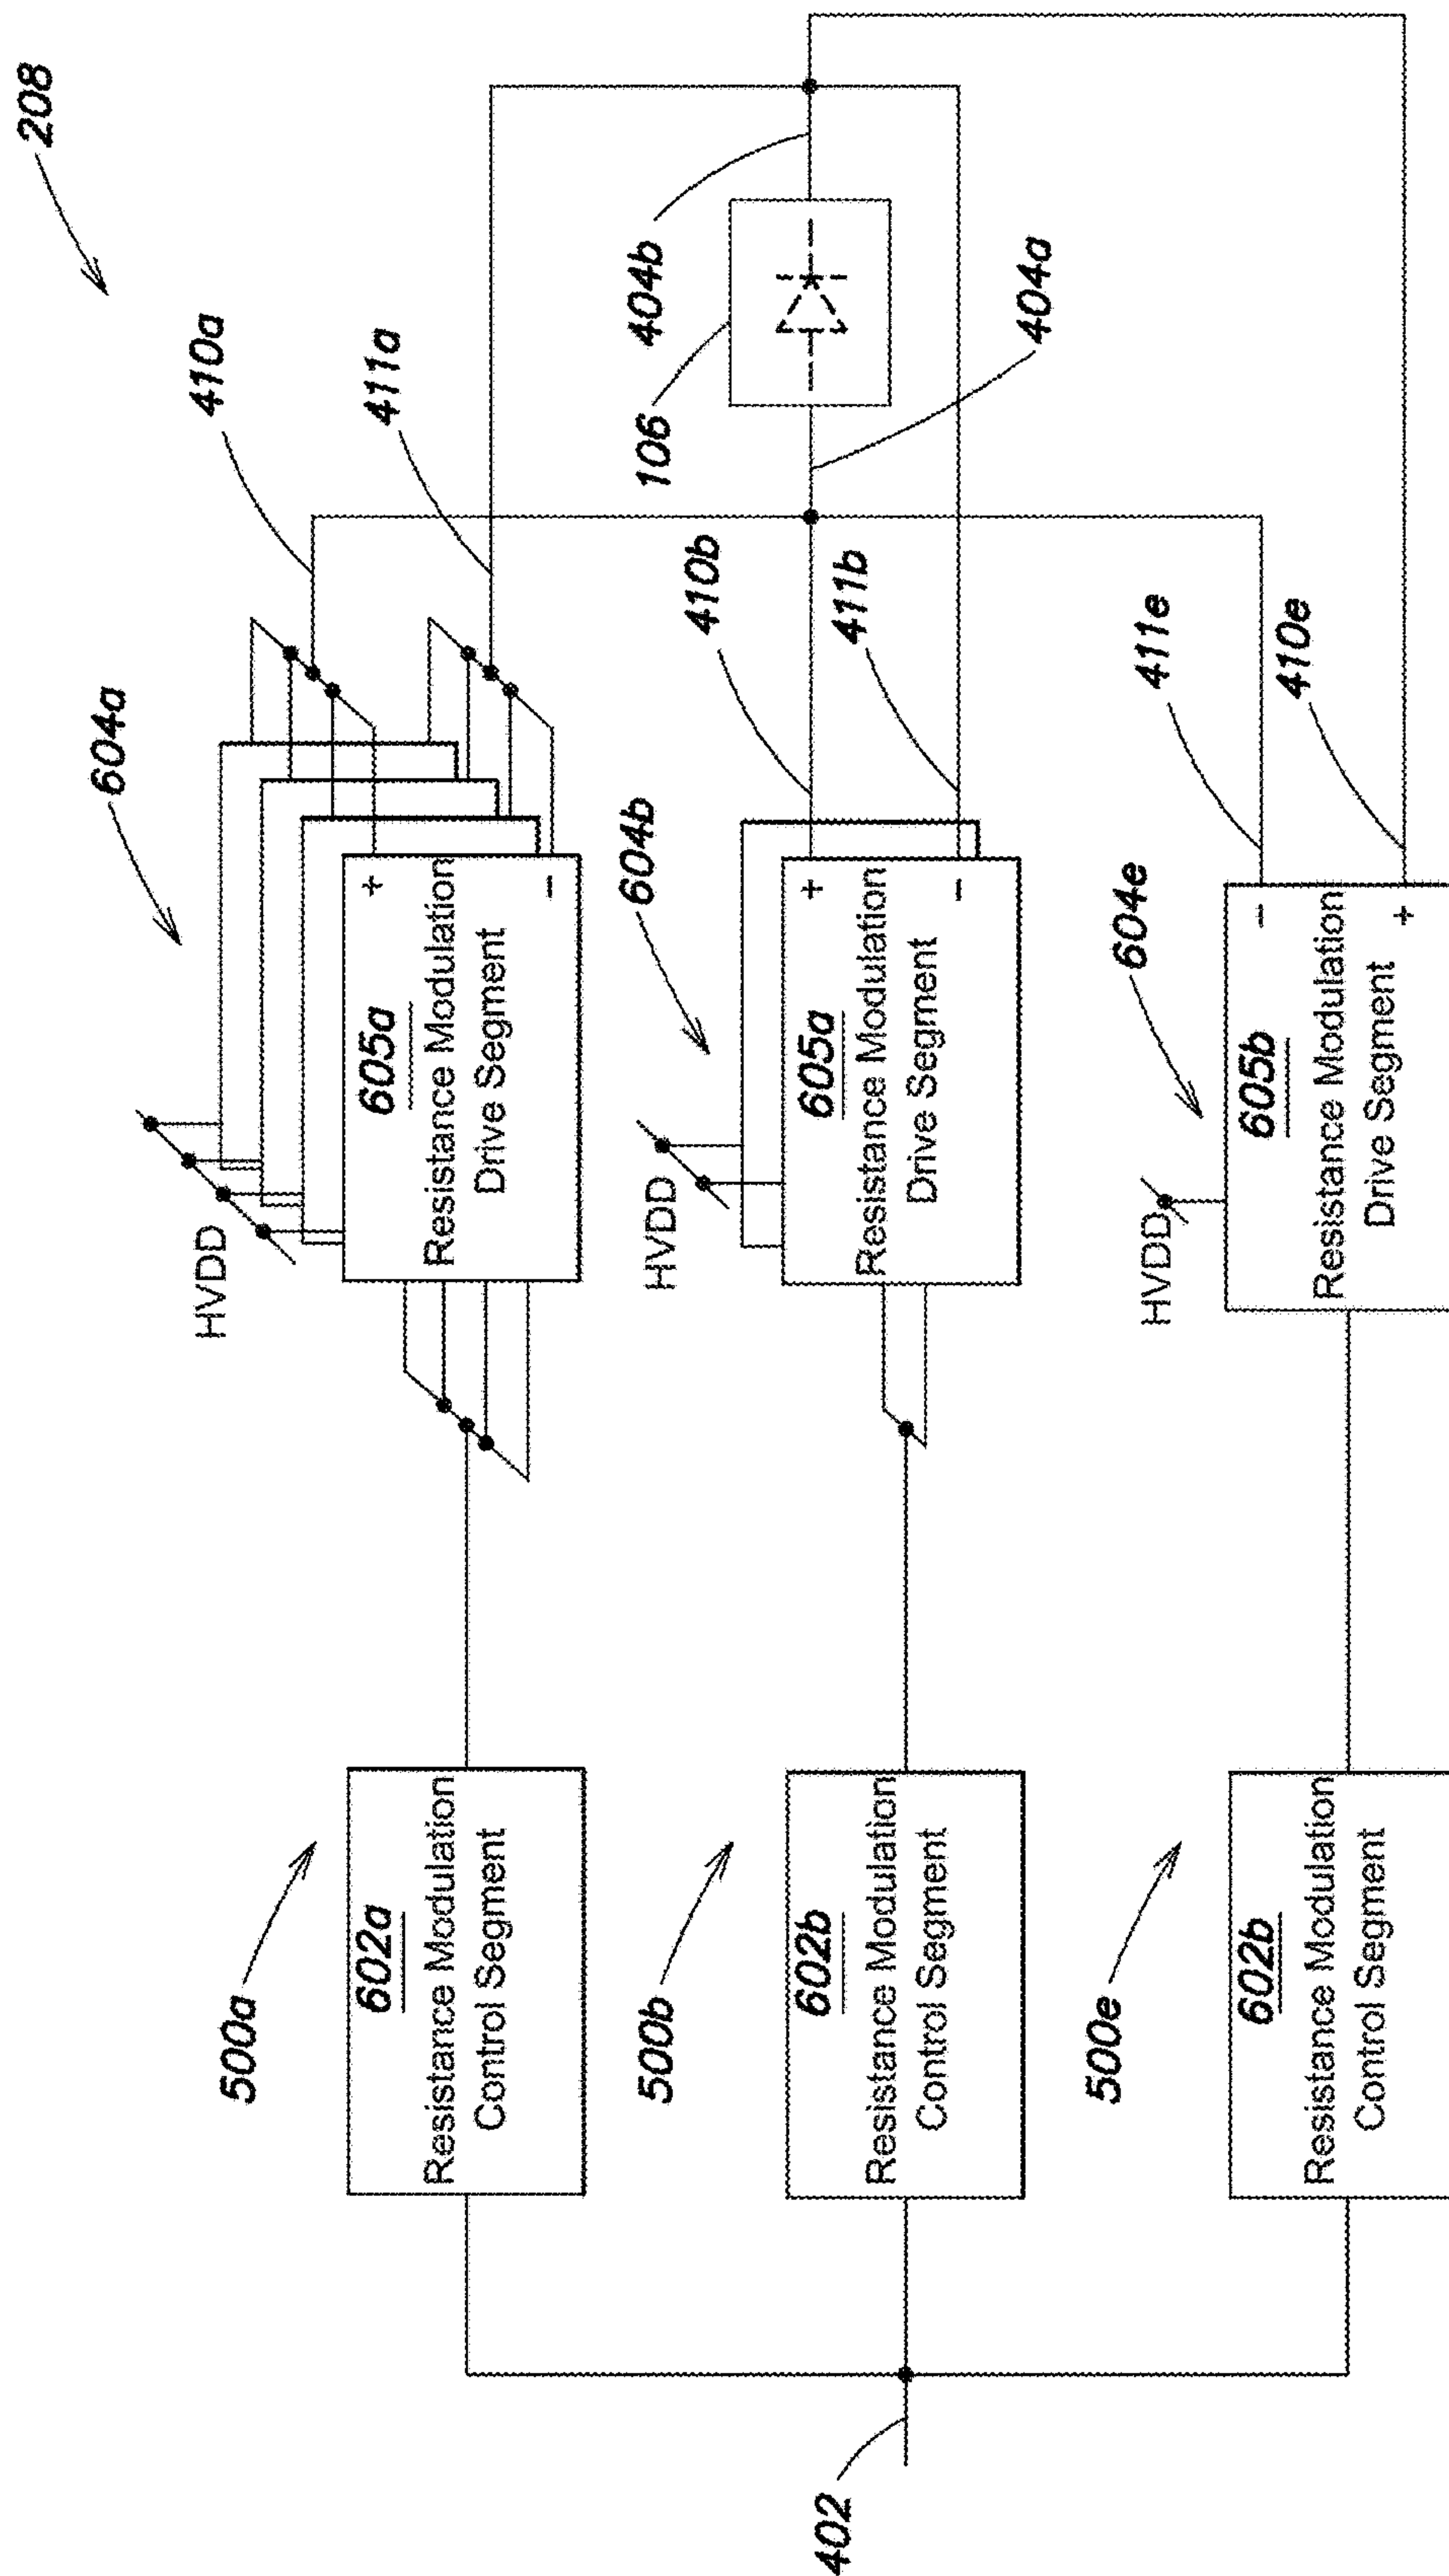 208
604a
410a
411a
HVDD
605a
Resistance Modulation
Drive Segment
+
−
500a
602a
Resistance Modulation
Control Segment
106
404b
404a
604b
410b
411b
HVDD
605a
Resistance Modulation
Drive Segment
+
−
500b
602b
Resistance Modulation
Control Segment
402
604e
411e
410e
HVDD
605b
Resistance Modulation
Drive Segment
−
+
500e
602b
Resistance Modulation
Control Segment